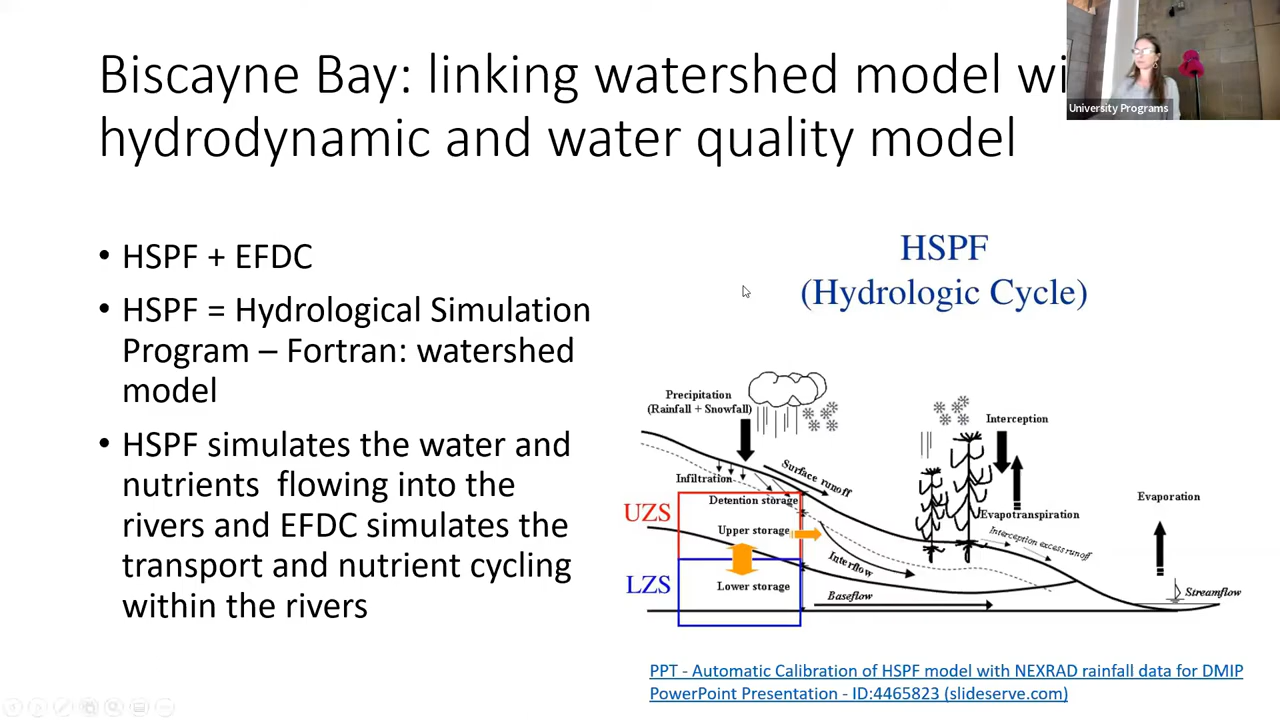 Biscayne Bay: linking watershed model wi
hydrodynamic and water quality model
University Programs
• HSPF + EFDC
• HSPF = Hydrological Simulation
Program – Fortran: watershed
model
• HSPF simulates the water and
nutrients flowing into the
rivers and EFDC simulates the
transport and nutrient cycling
within the rivers
HSPF
(Hydrologic Cycle)
Precipitation
(Rainfall + Snowfall)
Interception
Infiltration
Surface runoff
Detention storage
Evaporation
UZS
Upper storage
Evapotranspiration
Interception excess runoff
Interflow
LZS
Lower storage
Baseflow
Streamflow
PPT - Automatic Calibration of HSPF model with NEXRAD rainfall data for DMIP
PowerPoint Presentation - ID:4465823 (slideserve.com)